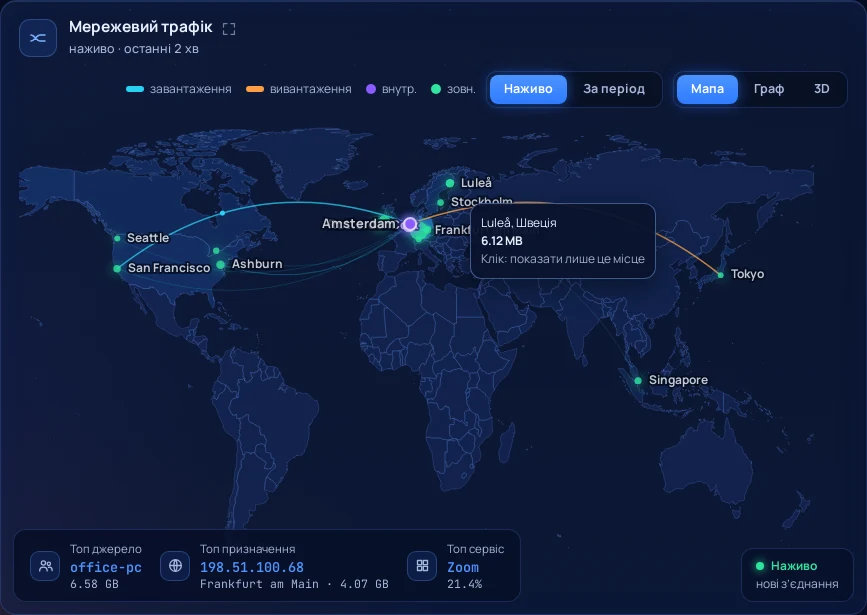 Мережевий трафік
наживо · останні 2 хв
завантаження
вивантаження
внутр.
зовн.
Наживо
За період
Мапа
Граф
3D
Luleå
Stockholm
Amsterdam
Seattle
San Francisco
Ashburn
Luleå, Швеція
6.12 MB
Клік: показати лише це місце
Tokyo
Singapore
Топ джерело
office-pc
6.58 GB
Топ призначення
198.51.100.68
Frankfurt am Main · 4.07 GB
Топ сервіс
Zoom
21.4%
Наживо
нові з'єднання